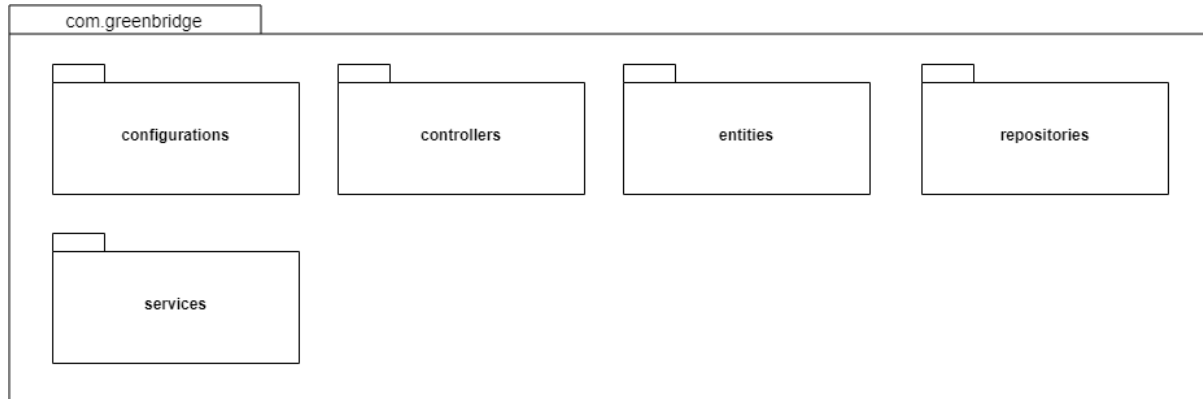 com.greenbridge
configurations
controllers
entities
repositories
services